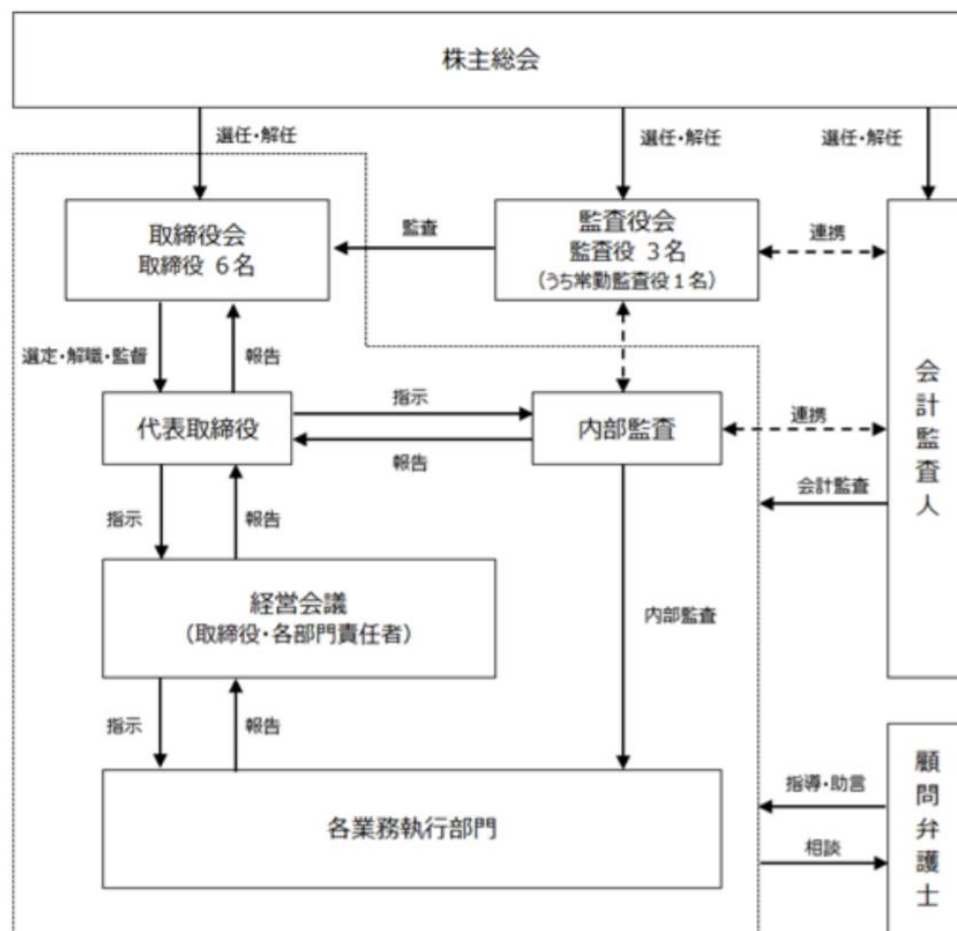 株主総会
選任・解任
選任・解任
選任・解任
取締役会
取締役 6名
監査
監査役会
監査役 3名
(うち常勤監査役1名)
連携
選定・解職・監督
報告
代表取締役
指示
報告
内部監査
連携
会計監査人
会計監査
指示
報告
経営会議
(取締役・各部門責任者)
内部監査
指示
報告
各業務執行部門
指導・助言
相談
顧問弁護士